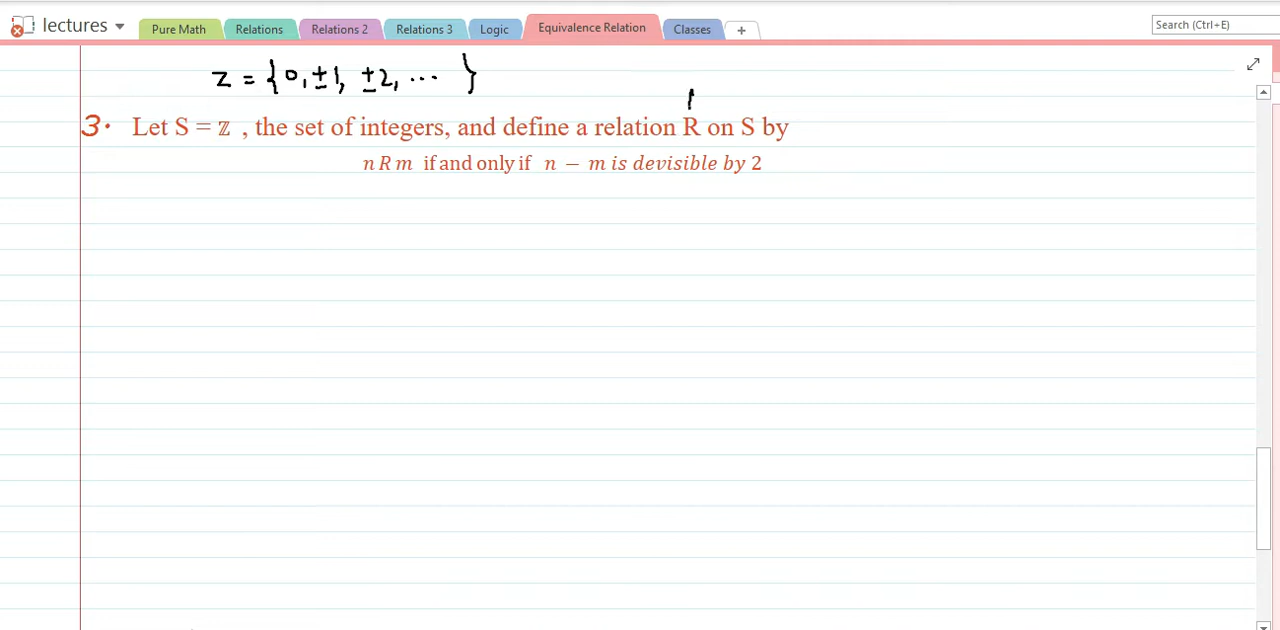 lectures
Pure Math
Relations
Relations 2
Relations 3
Logic
Equivalence Relation
Classes
Search (Ctrl+E)
Z = {0, ±1, ±2, ... }
3. Let S = ℤ , the set of integers, and define a relation R on S by
n R m if and only if n − m is devisible by 2